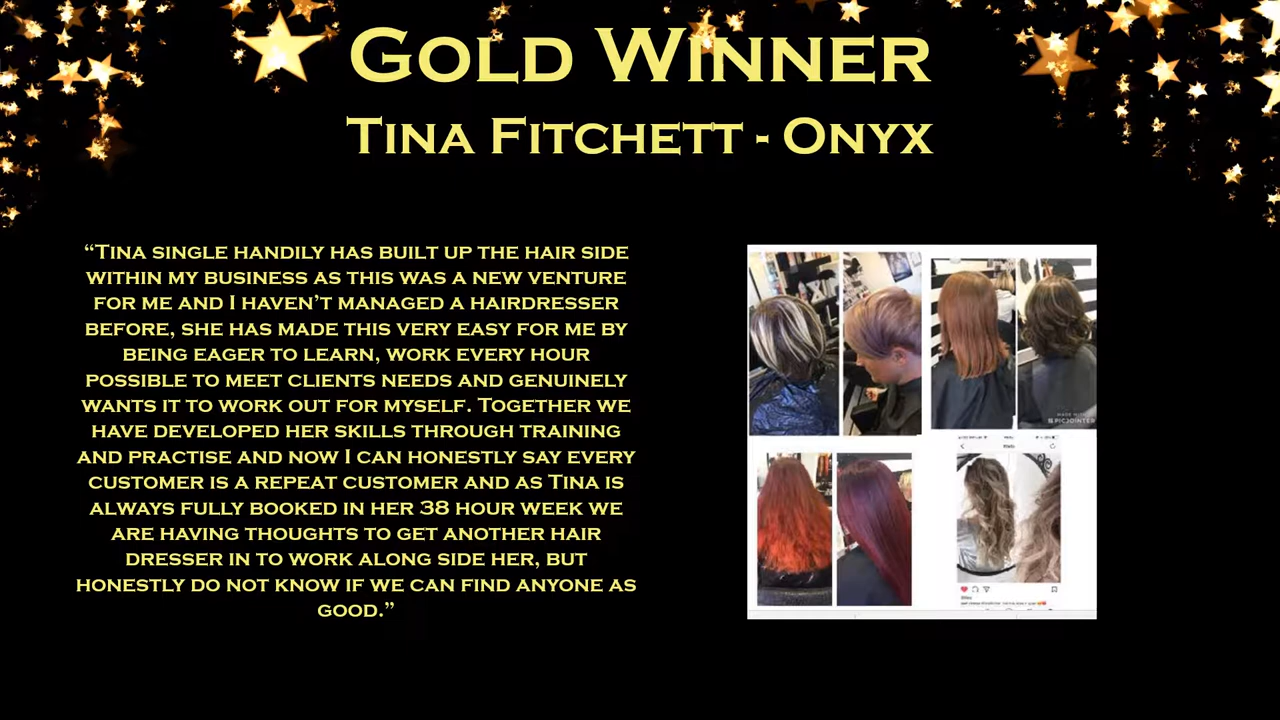 Gold Winner
Tina Fitchett - Onyx
“Tina single handily has built up the hair side
within my business as this was a new venture
for me and I haven’t managed a hairdresser
before, she has made this very easy for me by
being eager to learn, work every hour
possible to meet clients needs and genuinely
wants it to work out for myself. Together we
have developed her skills through training
and practise and now I can honestly say every
customer is a repeat customer and as Tina is
always fully booked in her 38 hour week we
are having thoughts to get another hair
dresser in to work along side her, but
honestly do not know if we can find anyone as
good.”
MADE WITH
PICJOINTER